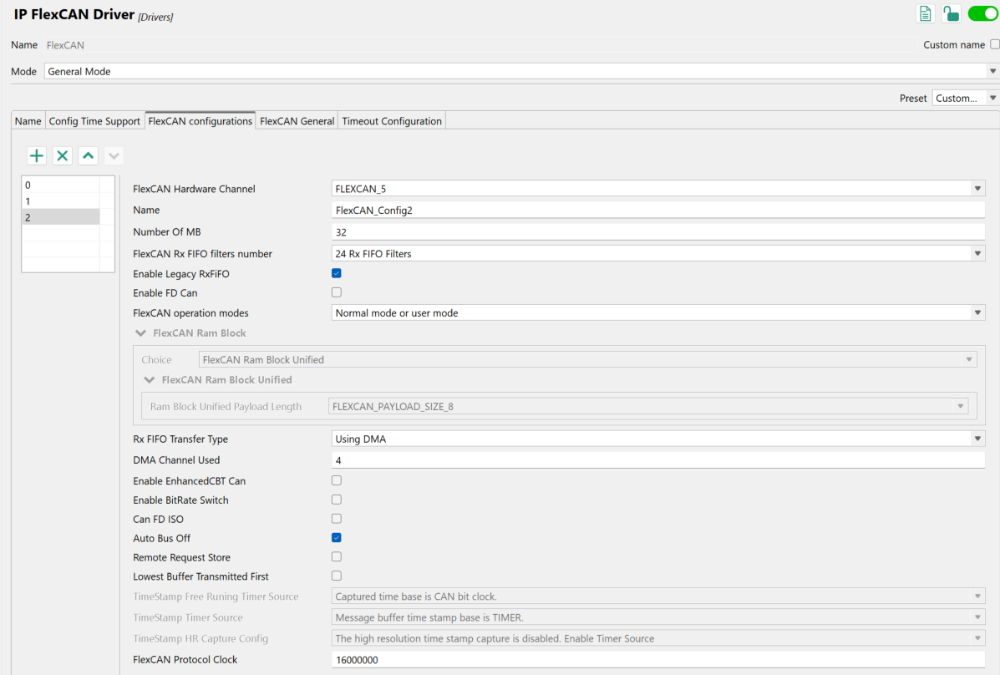 IP FlexCAN Driver [Drivers]
Name FlexCAN Custom name
Mode General Mode
Preset Custom...
Name Config Time Support FlexCAN configurations FlexCAN General Timeout Configuration
0
1
2
FlexCAN Hardware Channel FLEXCAN_5
Name FlexCAN_Config2
Number Of MB 32
FlexCAN Rx FIFO filters number 24 Rx FIFO Filters
Enable Legacy RxFiFO
Enable FD Can
FlexCAN operation modes Normal mode or user mode
FlexCAN Ram Block
Choice FlexCAN Ram Block Unified
FlexCAN Ram Block Unified
Ram Block Unified Payload Length FLEXCAN_PAYLOAD_SIZE_8
Rx FIFO Transfer Type Using DMA
DMA Channel Used 4
Enable EnhancedCBT Can
Enable BitRate Switch
Can FD ISO
Auto Bus Off
Remote Request Store
Lowest Buffer Transmitted First
TimeStamp Free Runing Timer Source Captured time base is CAN bit clock.
TimeStamp Timer Source Message buffer time stamp base is TIMER.
TimeStamp HR Capture Config The high resolution time stamp capture is disabled. Enable Timer Source
FlexCAN Protocol Clock 16000000